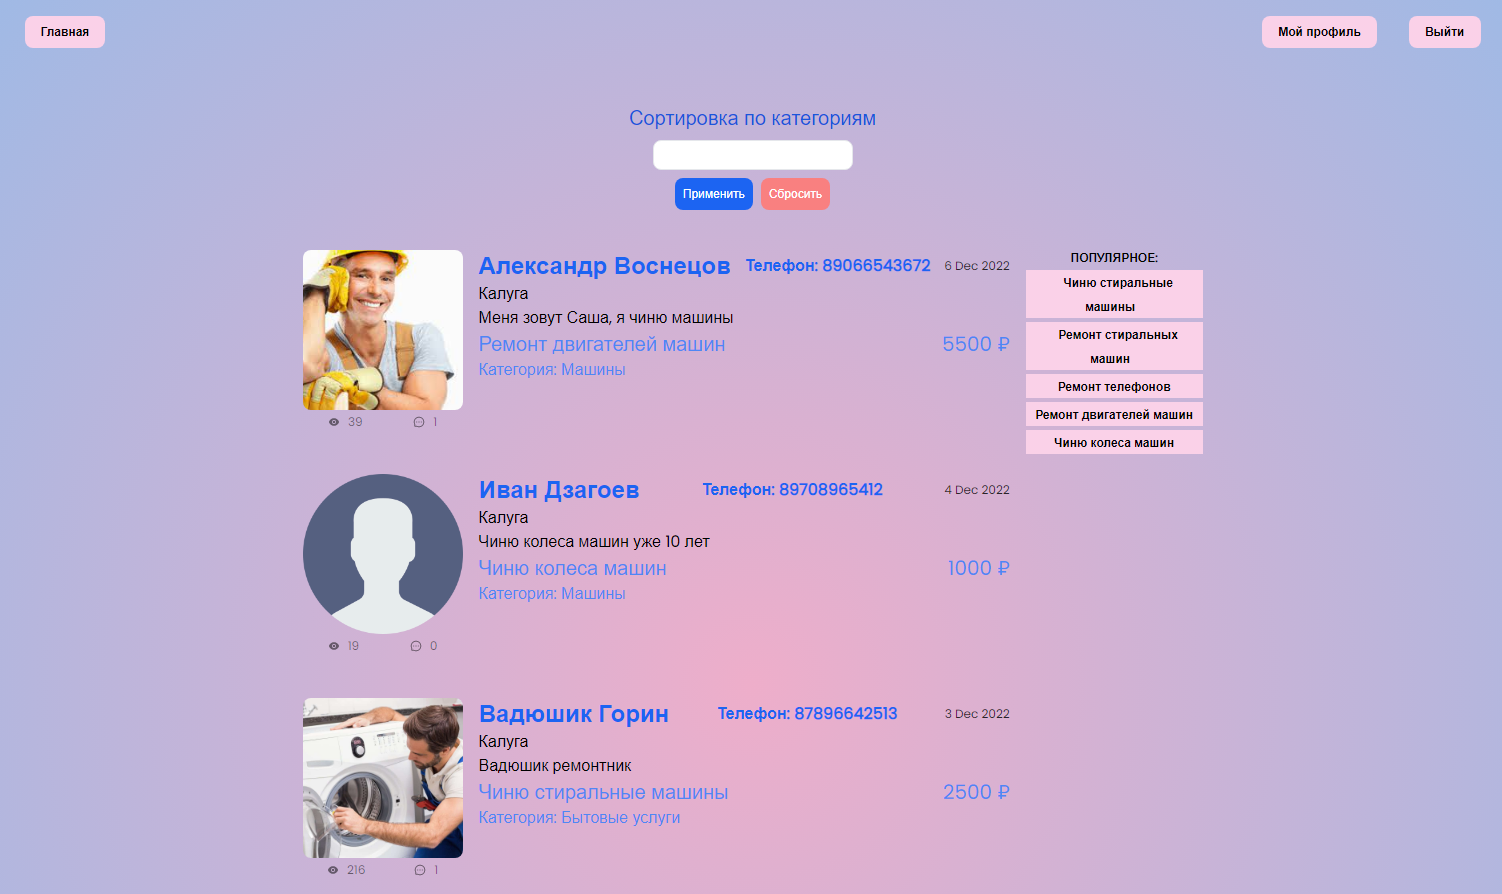 Главная
Мой профиль
Выйти
Сортировка по категориям
Применить
Сбросить
Александр Воснецов
Телефон: 89066543672
6 Dec 2022
Калуга
Меня зовут Саша, я чиню машины
Ремонт двигателей машин
5500 ₽
Категория: Машины
39
1
ПОПУЛЯРНОЕ:
Чиню стиральные
машины
Ремонт стиральных
машин
Ремонт телефонов
Ремонт двигателей машин
Чиню колеса машин
Иван Дзагоев
Телефон: 89708965412
4 Dec 2022
Калуга
Чиню колеса машин уже 10 лет
Чиню колеса машин
1000 ₽
Категория: Машины
19
0
Вадюшик Горин
Телефон: 87896642513
3 Dec 2022
Калуга
Вадюшик ремонтник
Чиню стиральные машины
2500 ₽
Категория: Бытовые услуги
216
1